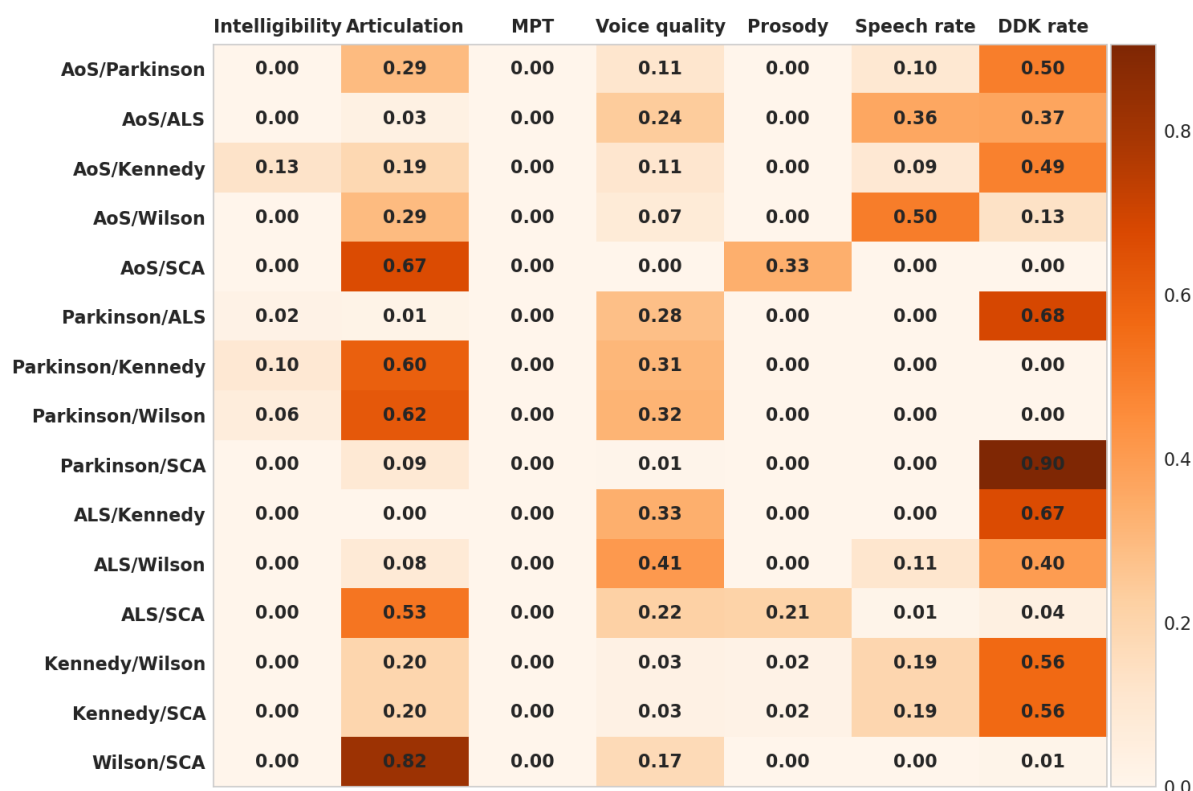 Intelligibility Articulation MPT Voice quality Prosody Speech rate DDK rate
AoS/Parkinson 0.00 0.29 0.00 0.11 0.00 0.10 0.50
AoS/ALS 0.00 0.03 0.00 0.24 0.00 0.36 0.37
AoS/Kennedy 0.13 0.19 0.00 0.11 0.00 0.09 0.49
AoS/Wilson 0.00 0.29 0.00 0.07 0.00 0.50 0.13
AoS/SCA 0.00 0.67 0.00 0.00 0.33 0.00 0.00
Parkinson/ALS 0.02 0.01 0.00 0.28 0.00 0.00 0.68
Parkinson/Kennedy 0.10 0.60 0.00 0.31 0.00 0.00 0.00
Parkinson/Wilson 0.06 0.62 0.00 0.32 0.00 0.00 0.00
Parkinson/SCA 0.00 0.09 0.00 0.01 0.00 0.00 0.90
ALS/Kennedy 0.00 0.00 0.00 0.33 0.00 0.00 0.67
ALS/Wilson 0.00 0.08 0.00 0.41 0.00 0.11 0.40
ALS/SCA 0.00 0.53 0.00 0.22 0.21 0.01 0.04
Kennedy/Wilson 0.00 0.20 0.00 0.03 0.02 0.19 0.56
Kennedy/SCA 0.00 0.20 0.00 0.03 0.02 0.19 0.56
Wilson/SCA 0.00 0.82 0.00 0.17 0.00 0.00 0.01
0.8
0.6
0.4
0.2
0.0